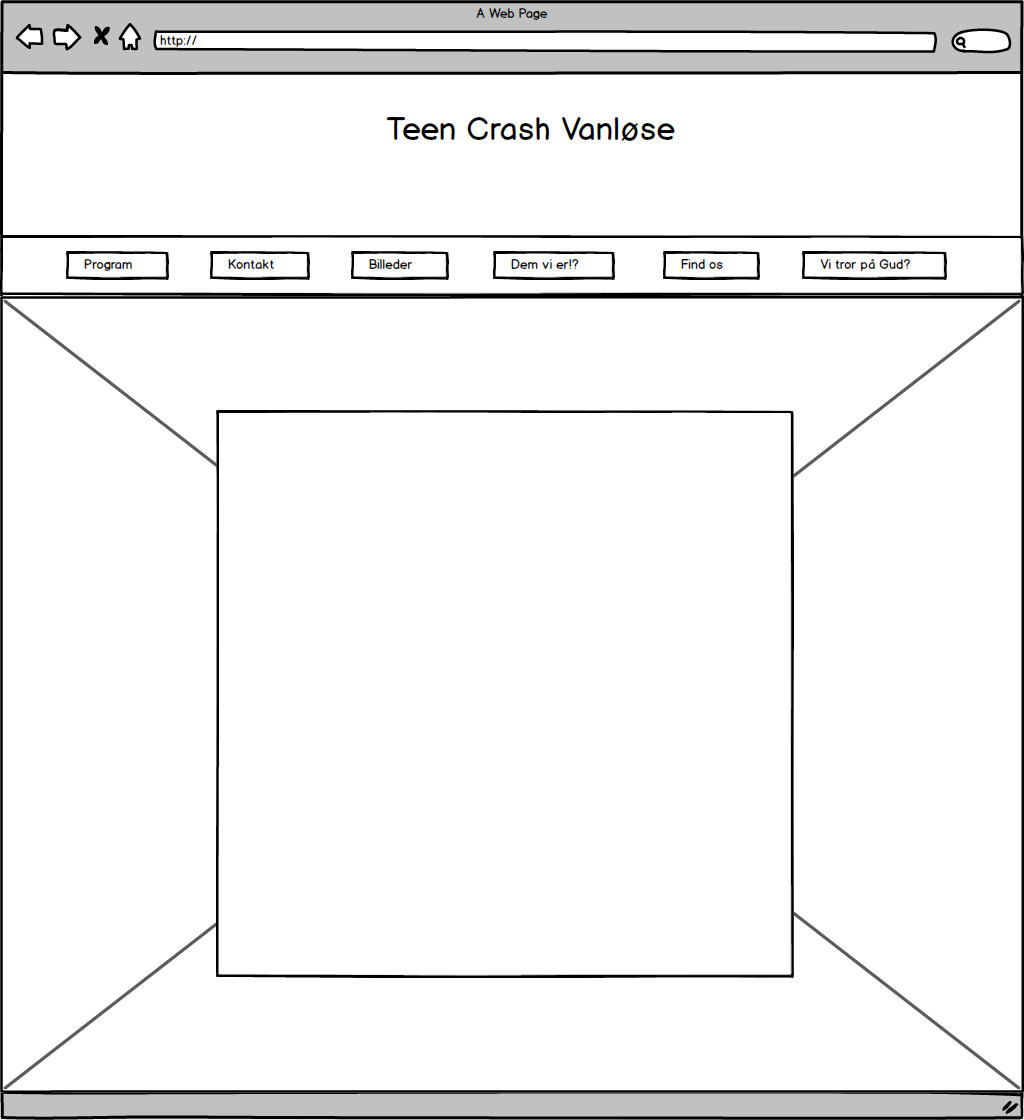 A Web Page
http://
Teen Crash Vanløse
Program
Kontakt
Billeder
Dem vi er!?
Find os
Vi tror på Gud?